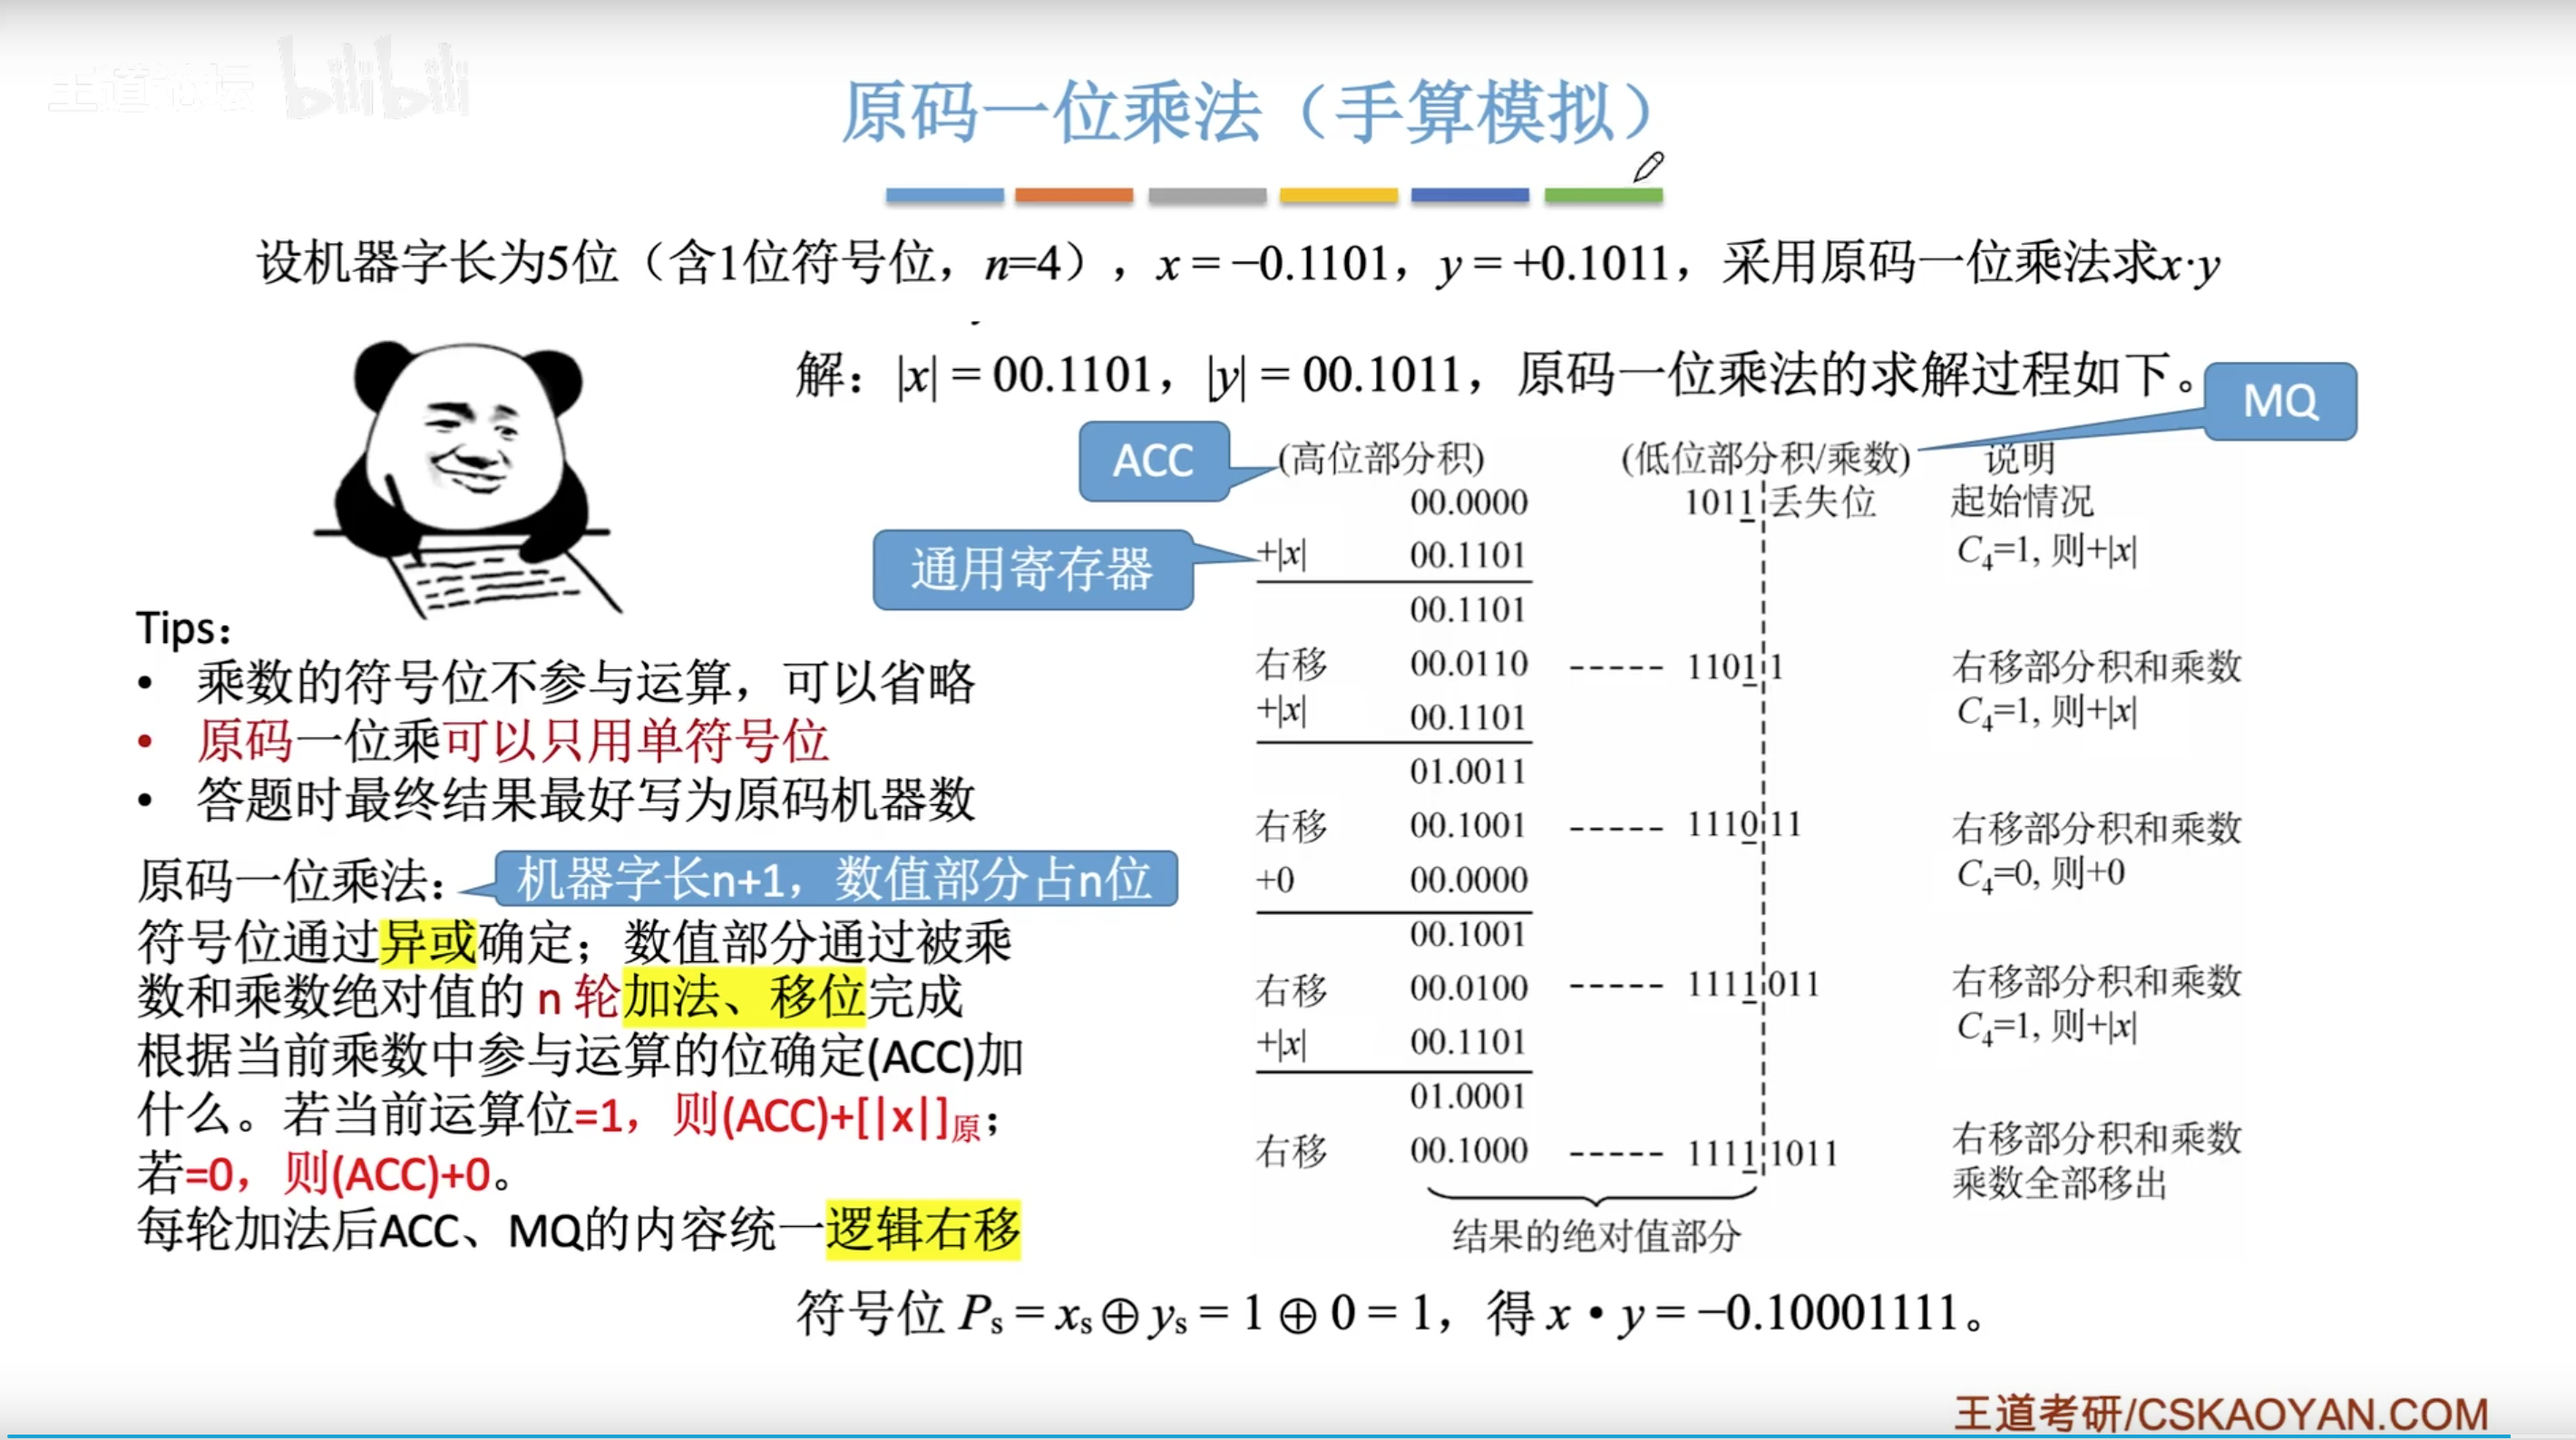 王道论坛 bilibili
原码一位乘法（手算模拟）
设机器字长为5位（含1位符号位，n=4），x = −0.1101，y = +0.1011，采用原码一位乘法求x·y
解：|x| = 00.1101，|y| = 00.1011，原码一位乘法的求解过程如下。
MQ
ACC
(高位部分积) (低位部分积/乘数) 说明
00.0000 1011 丢失位 起始情况
通用寄存器
+|x| 00.1101 C₄=1, 则+|x|
00.1101
右移 00.0110 ----- 1101 1 右移部分积和乘数
+|x| 00.1101 C₄=1, 则+|x|
01.0011
右移 00.1001 ----- 1110 11 右移部分积和乘数
+0 00.0000 C₄=0, 则+0
00.1001
右移 00.0100 ----- 1111 011 右移部分积和乘数
+|x| 00.1101 C₄=1, 则+|x|
01.0001
右移 00.1000 ----- 1111 1011 右移部分积和乘数
乘数全部移出
结果的绝对值部分
Tips：
• 乘数的符号位不参与运算，可以省略
• 原码一位乘可以只用单符号位
• 答题时最终结果最好写为原码机器数
原码一位乘法： 机器字长n+1，数值部分占n位
符号位通过异或确定；数值部分通过被乘
数和乘数绝对值的 n 轮加法、移位完成
根据当前乘数中参与运算的位确定(ACC)加
什么。若当前运算位=1，则(ACC)+[|x|]原；
若=0，则(ACC)+0。
每轮加法后ACC、MQ的内容统一逻辑右移
符号位 Pₛ = xₛ ⊕ yₛ = 1 ⊕ 0 = 1，得 x • y = −0.10001111。
王道考研/CSKAOYAN.COM